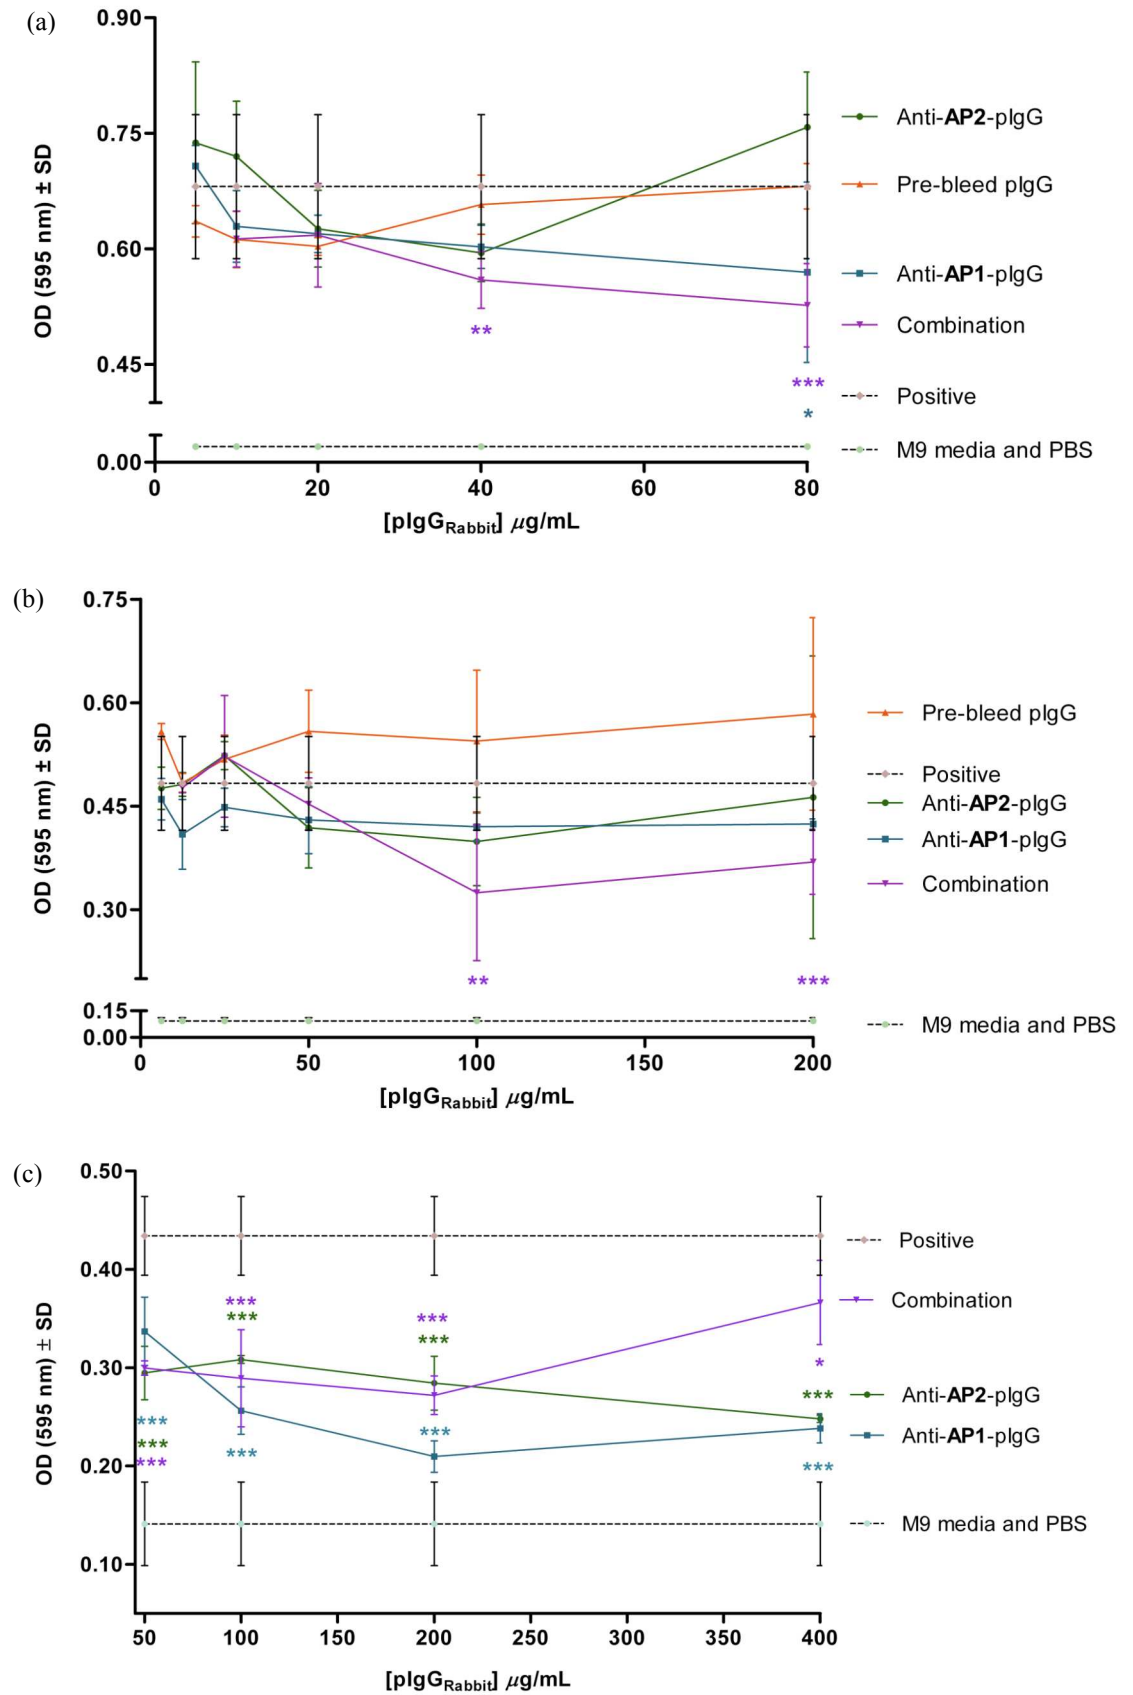 (a)
0.90
0.75
0.60
0.45
0.00
OD (595 nm) ± SD
0 20 40 60 80
[pIgG_Rabbit] μg/mL
**
***
*
Anti-AP2-pIgG
Pre-bleed pIgG
Anti-AP1-pIgG
Combination
Positive
M9 media and PBS
(b)
0.75
0.60
0.45
0.30
0.15
0.00
OD (595 nm) ± SD
0 50 100 150 200
[pIgG_Rabbit] μg/mL
** ***
Pre-bleed pIgG
Positive
Anti-AP2-pIgG
Anti-AP1-pIgG
Combination
M9 media and PBS
(c)
0.50
0.40
0.30
0.20
0.10
OD (595 nm) ± SD
50 100 150 200 250 300 350 400
[pIgG_Rabbit] μg/mL
***
***
***
***
***
***
***
***
***
*
***
***
Positive
Combination
Anti-AP2-pIgG
Anti-AP1-pIgG
M9 media and PBS